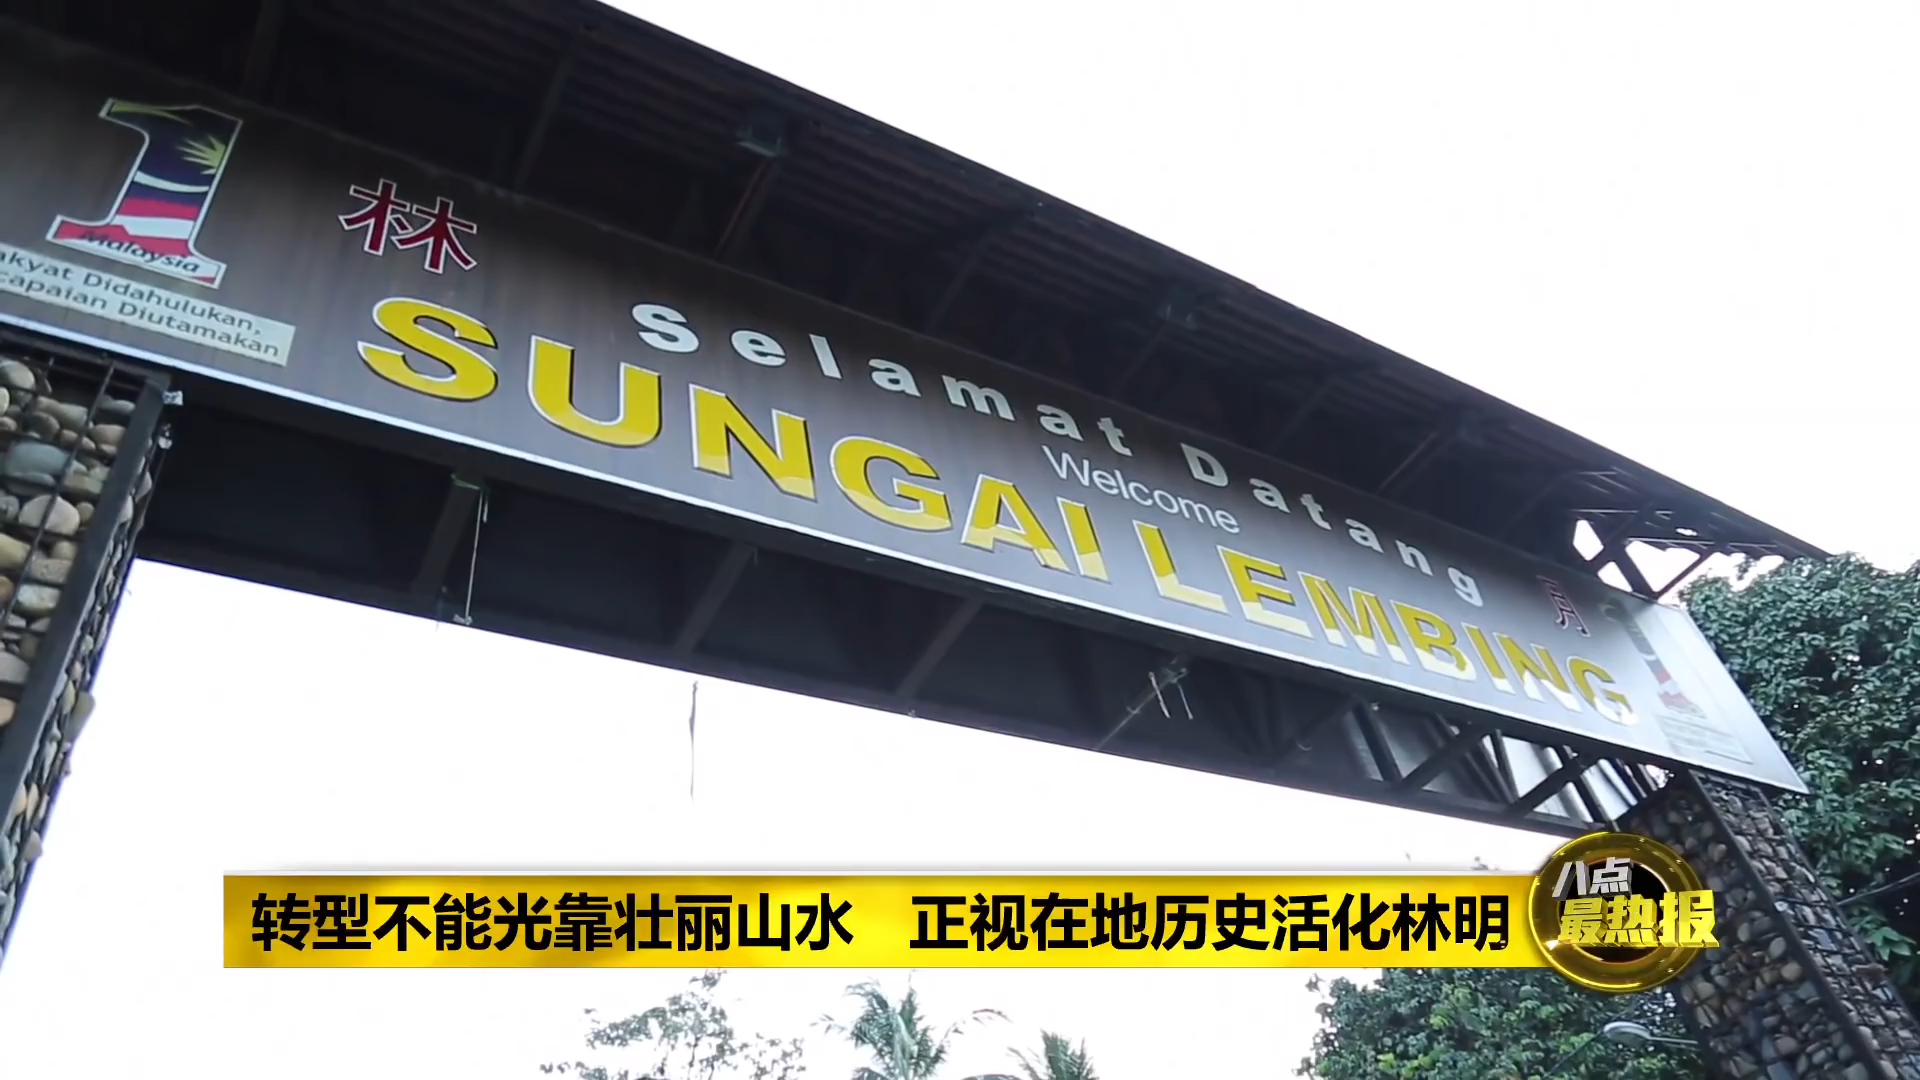 Malaysia
akyat Didahulukan,
capaian Diutamakan
林
Selamat Datang
Welcome
SUNGAI LEMBING
转型不能光靠壮丽山水 正视在地历史活化林明
八点
最热报